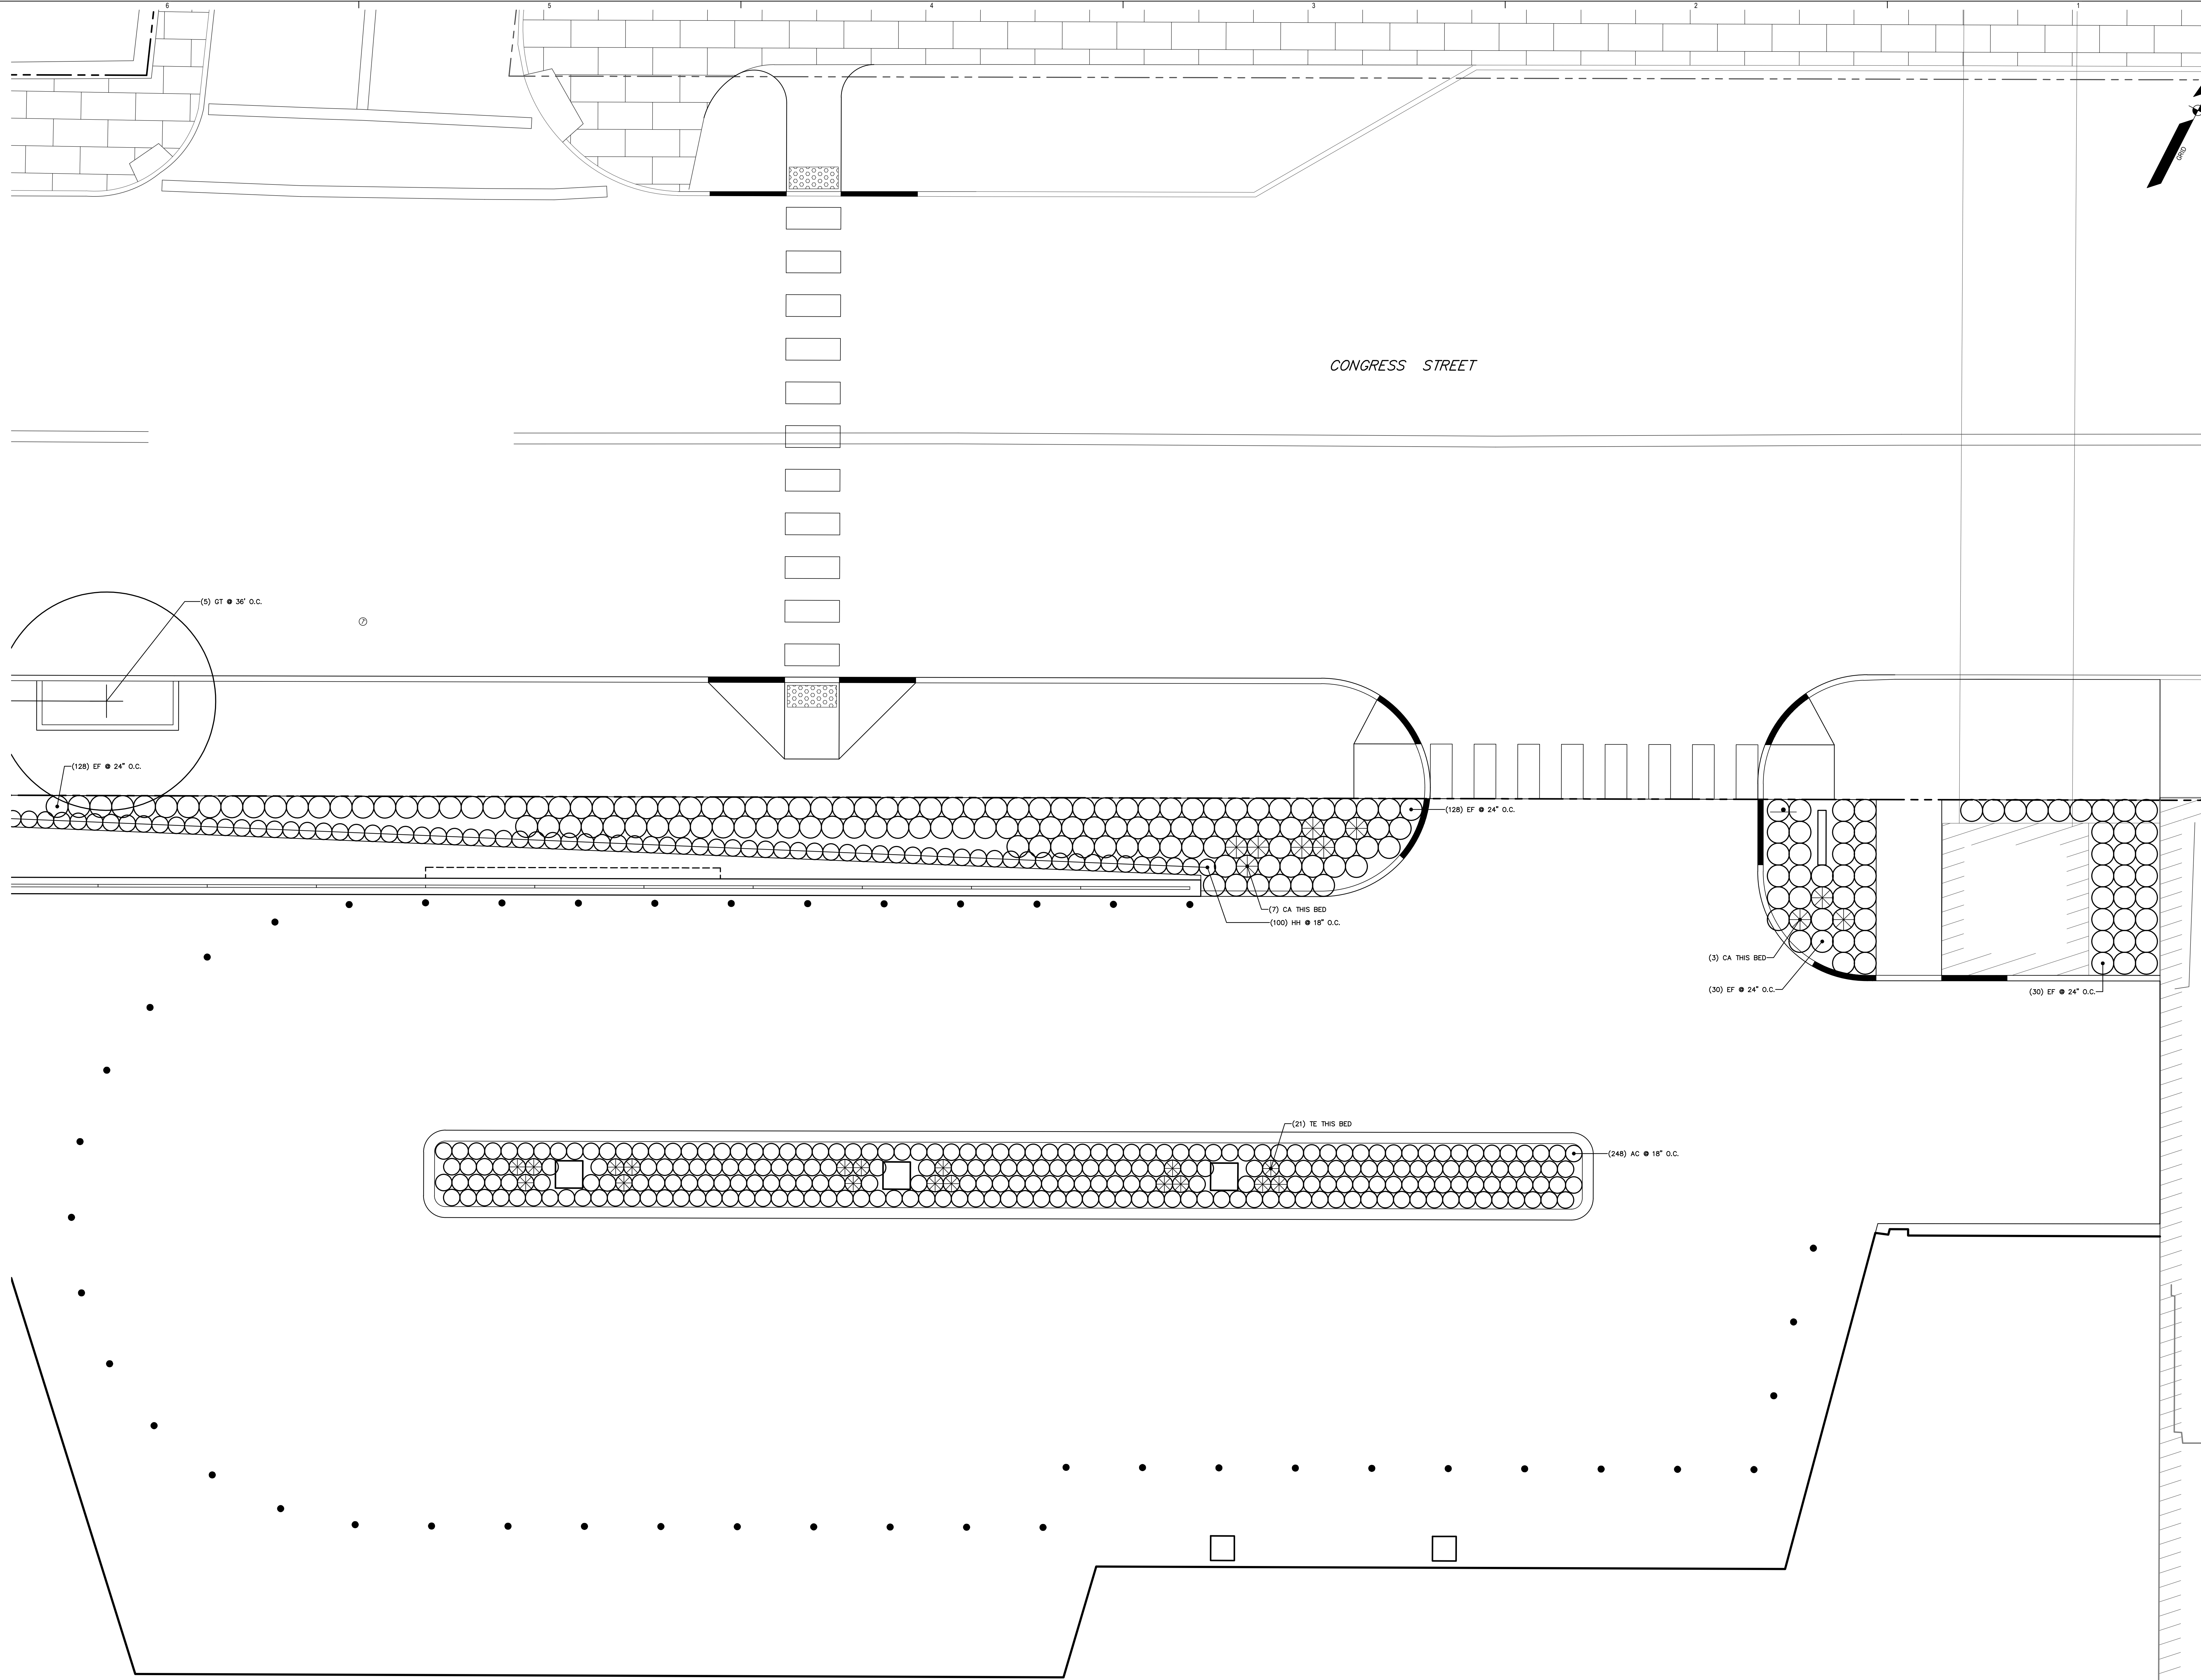 6 5 4 3 2 1
GRID
CONGRESS STREET
(5) GT @ 36' O.C.
7
(128) EF @ 24" O.C.
(128) EF @ 24" O.C.
(7) CA THIS BED
(100) HH @ 18" O.C.
(3) CA THIS BED
(30) EF @ 24" O.C.
(30) EF @ 24" O.C.
(21) TE THIS BED
(248) AC @ 18" O.C.